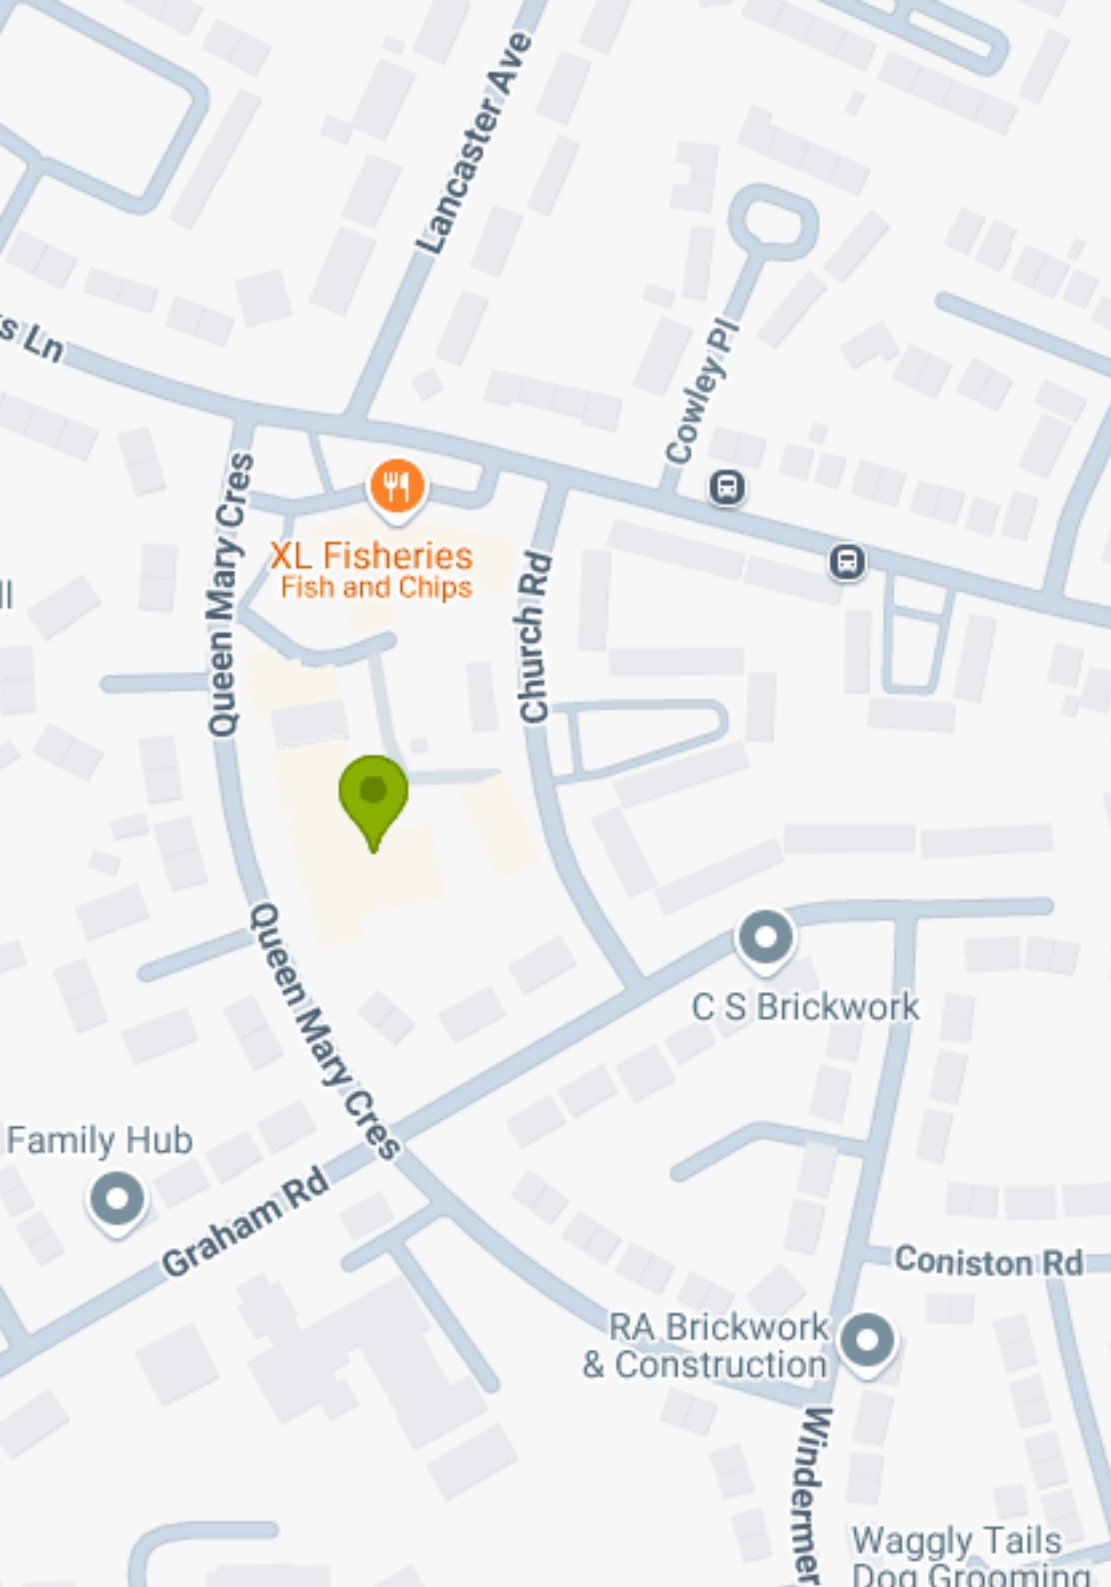 Lancaster Ave
s Ln
Cowley Pl
Queen Mary Cres
XL Fisheries
Fish and Chips
Church Rd
ll
Queen Mary Cres
C S Brickwork
Family Hub
Graham Rd
Coniston Rd
RA Brickwork
& Construction
Windermer
Waggly Tails
Dog Grooming